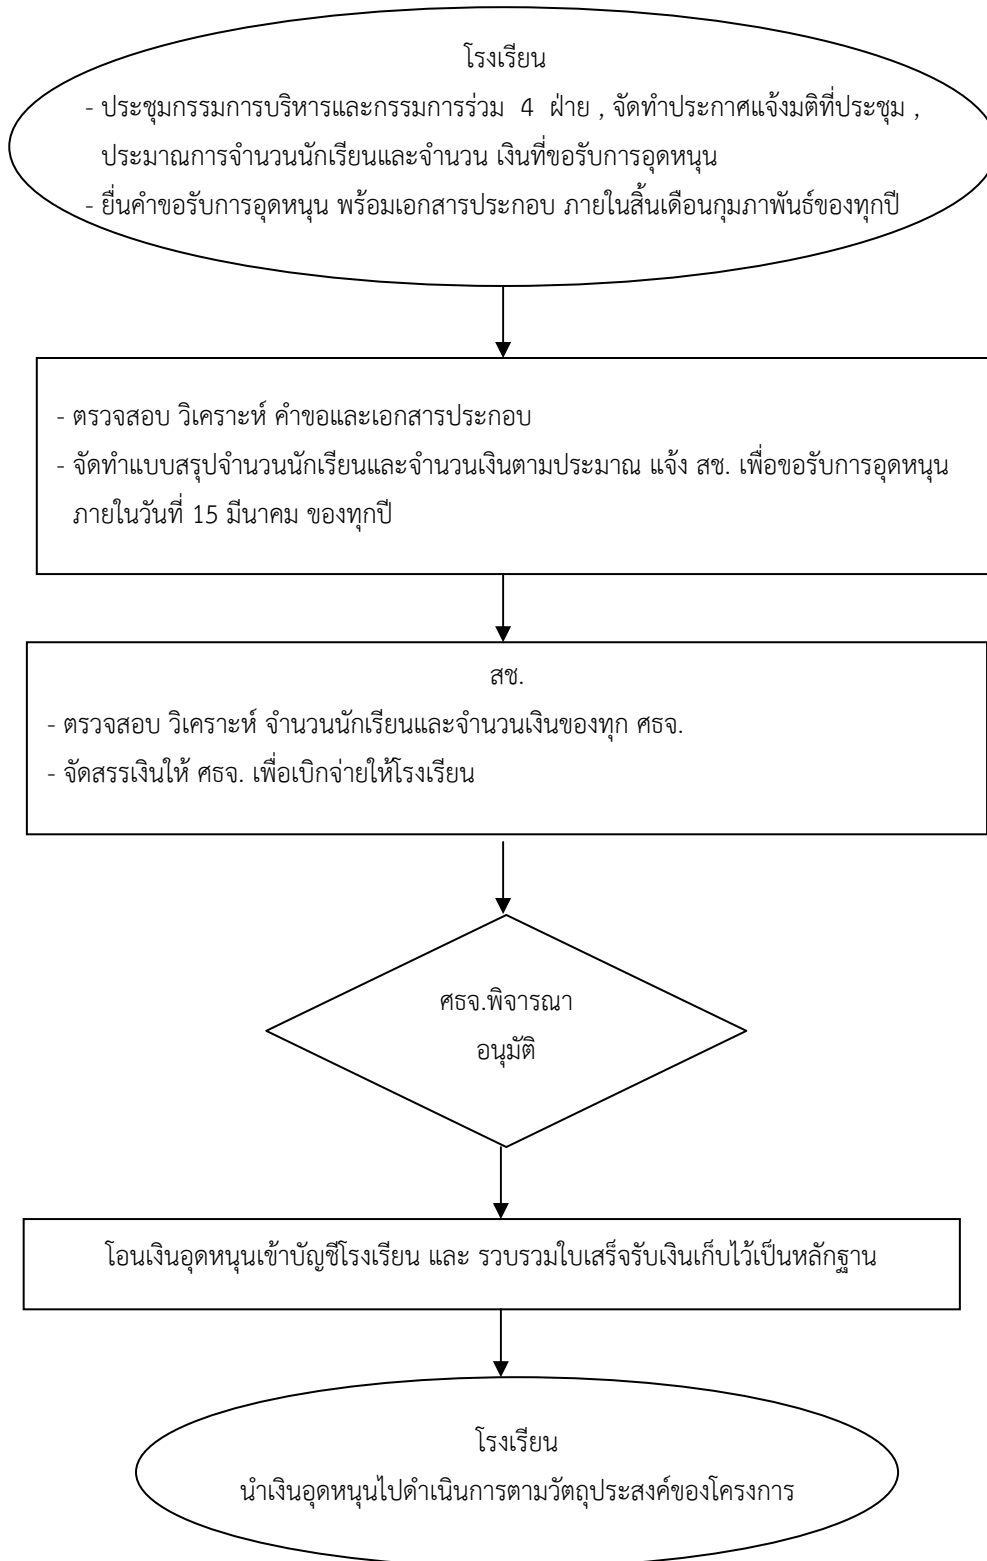 โรงเรียน
- ประชุมกรรมการบริหารและกรรมการร่วม 4 ฝ่าย , จัดทำประกาศแจ้งมติที่ประชุม ,
ประมาณการจำนวนนักเรียนและจำนวน เงินที่ขอรับการอุดหนุน
- ยื่นคำขอรับการอุดหนุน พร้อมเอกสารประกอบ ภายในสิ้นเดือนกุมภาพันธ์ของทุกปี
- ตรวจสอบ วิเคราะห์ คำขอและเอกสารประกอบ
- จัดทำแบบสรุปจำนวนนักเรียนและจำนวนเงินตามประมาณ แจ้ง สช. เพื่อขอรับการอุดหนุน
ภายในวันที่ 15 มีนาคม ของทุกปี
สช.
- ตรวจสอบ วิเคราะห์ จำนวนนักเรียนและจำนวนเงินของทุก ศธจ.
- จัดสรรเงินให้ ศธจ. เพื่อเบิกจ่ายให้โรงเรียน
ศธจ.พิจารณา
อนุมัติ
โอนเงินอุดหนุนเข้าบัญชีโรงเรียน และ รวบรวมใบเสร็จรับเงินเก็บไว้เป็นหลักฐาน
โรงเรียน
นำเงินอุดหนุนไปดำเนินการตามวัตถุประสงค์ของโครงการ